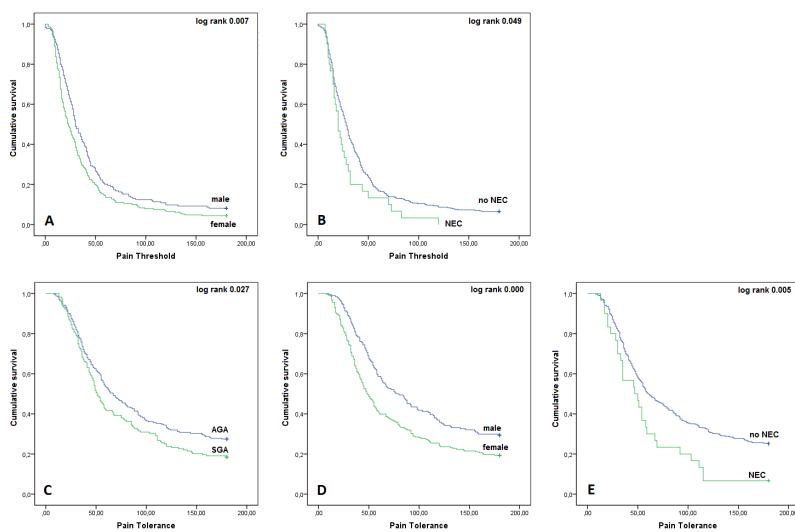 log rank 0.007
Cumulative survival
1,0
0,8
0,6
0,4
0,2
0,0
male
female
A
,00
50,00
100,00
150,00
200,00
Pain Threshold
log rank 0.049
Cumulative survival
1,0
0,8
0,6
0,4
0,2
0,0
no NEC
NEC
B
,00
50,00
100,00
150,00
200,00
Pain Threshold
log rank 0.027
Cumulative survival
1,0
0,8
0,6
0,4
0,2
0,0
AGA
SGA
C
,00
50,00
100,00
150,00
200,00
Pain Tolerance
log rank 0.000
Cumulative survival
1,0
0,8
0,6
0,4
0,2
0,0
male
female
D
,00
50,00
100,00
150,00
200,00
Pain Tolerance
log rank 0.005
Cumulative survival
1,0
0,8
0,6
0,4
0,2
0,0
no NEC
NEC
E
,00
50,00
100,00
150,00
200,00
Pain Tolerance